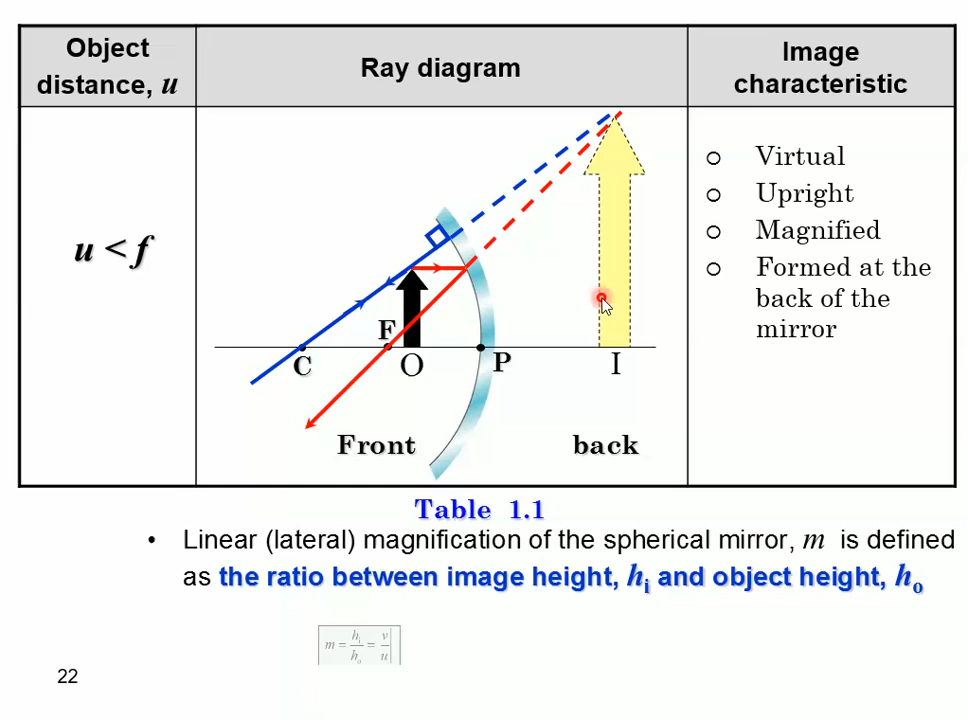 Object
distance, u
Ray diagram
Image
characteristic
u < f
C
F
O
P
I
Front
back
o Virtual
o Upright
o Magnified
o Formed at the
back of the
mirror
Table 1.1
• Linear (lateral) magnification of the spherical mirror, m is defined
as the ratio between image height, hi and object height, ho
m = hi/ho = v/u
22